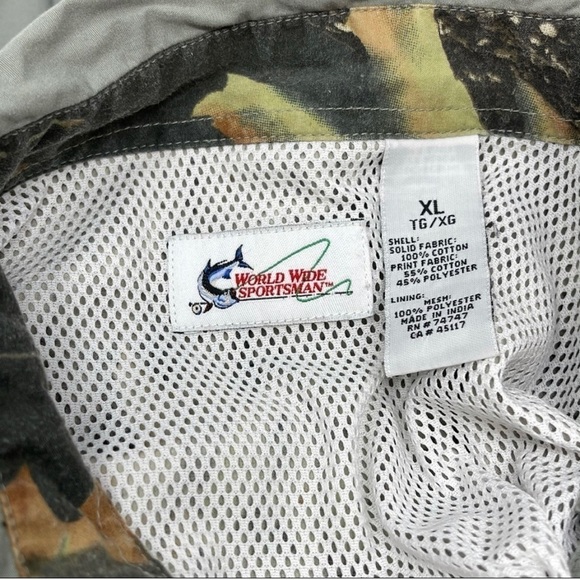 WORLD WIDE
SPORTSMAN™
XL
TG/XG
SHELL:
SOLID FABRIC:
100% COTTON
PRINT FABRIC:
55% COTTON
45% POLYESTER
LINING:
MESH:
100% POLYESTER
MADE IN INDIA
RN# 74747
CA# 45117